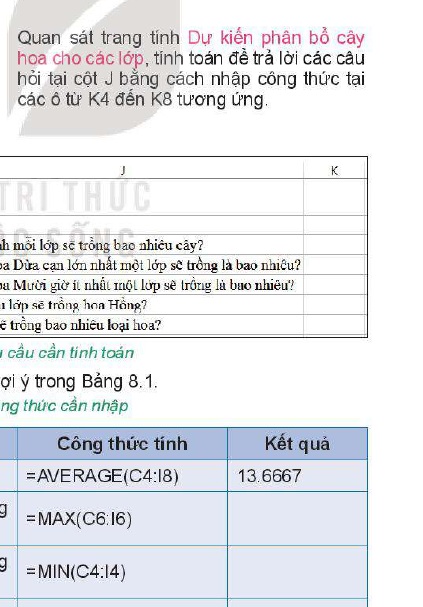 Quan sát trang tính Dự kiến phân bổ cây
hoa cho các lớp, tính toán để trả lời các câu
hỏi tại cột J bằng cách nhập công thức tại
các ô từ K4 đến K8 tương ứng.
J K
TRI THỨC
SỐNG
mỗi lớp sẽ trồng bao nhiêu cây?
Dừa cạn lớn nhất một lớp sẽ trồng là bao nhiêu?
Mười giờ ít nhất một lớp sẽ trồng là bao nhiêu?
lớp sẽ trồng hoa Hồng?
trồng bao nhiêu loại hoa?
cầu cần tính toán
ý trong Bảng 8.1.
thức cần nhập
Công thức tính Kết quả
=AVERAGE(C4:I8) 13.6667
=MAX(C6:I6)
=MIN(C4:I4)